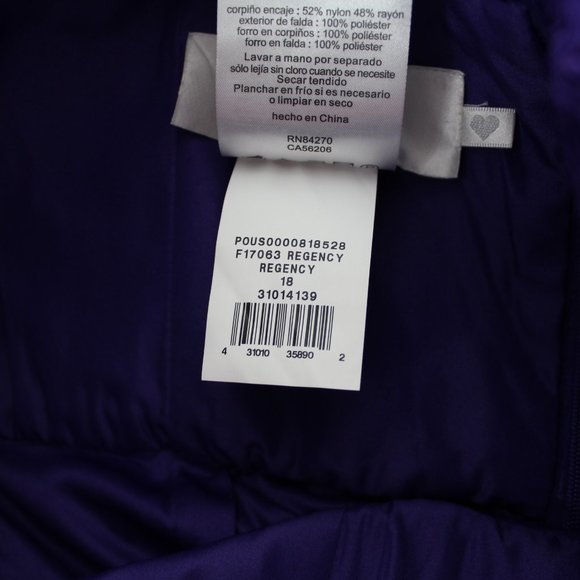 corpiño encaje : 52% nylon 48% rayón
exterior de falda : 100% poliéster
forro en corpiños : 100% poliéster
forro en falda : 100% poliéster
Lavar a mano por separado
sólo lejía sin cloro cuando se necesite
Secar tendido
Planchar en frío si es necesario
o limpiar en seco
hecho en China
RN84270
CA56206
POUS0000818528
F17063 REGENCY
REGENCY
18
31014139
4 31010 35890 2